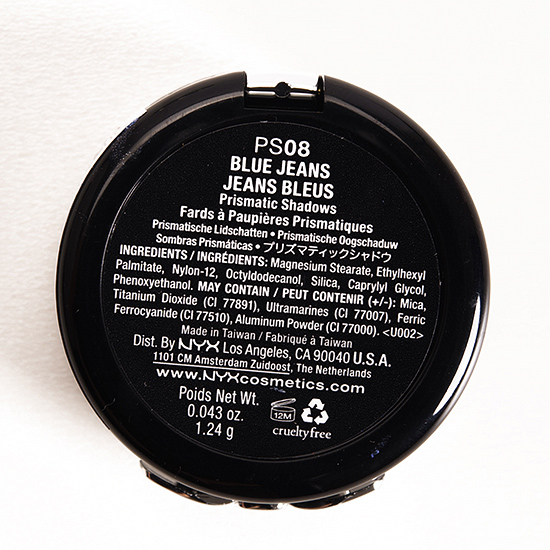 PS08
BLUE JEANS
JEANS BLEUS
Prismatic Shadows
Fards à Paupières Prismatiques
Prismatische Lidschatten • Prismatische Oogschaduw
Sombras Prismáticas • プリズマティックシャドウ
INGREDIENTS / INGRÉDIENTS: Magnesium Stearate, Ethylhexyl
Palmitate, Nylon-12, Octyldodecanol, Silica, Caprylyl Glycol,
Phenoxyethanol. MAY CONTAIN / PEUT CONTENIR (+/-): Mica,
Titanium Dioxide (CI 77891), Ultramarines (CI 77007), Ferric
Ferrocyanide (CI 77510), Aluminum Powder (CI 77000). <U002>
Made in Taiwan / Fabriqué à Taiwan
Dist. By NYX Los Angeles, CA 90040 U.S.A.
1101 CM Amsterdam Zuidoost, The Netherlands
www.NYXcosmetics.com
Poids Net Wt.
0.043 oz.
1.24 g
12M
cruelty free